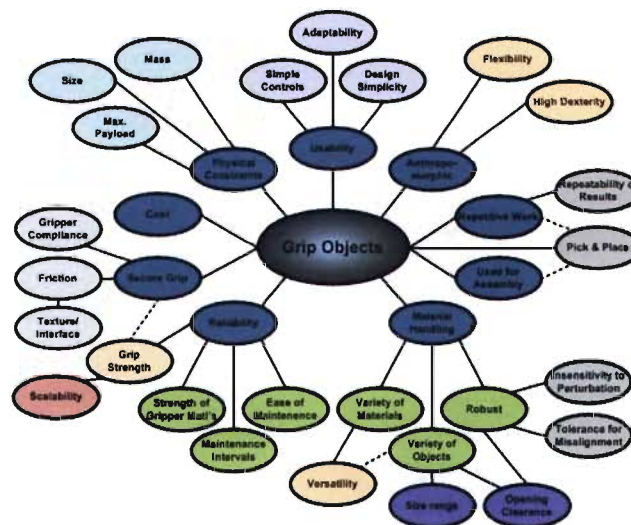 Adaptability
Mass
Flexibility
Size
Simple
Controls
Design
Simplicity
High Dexterity
Max.
Payload
Physical
Constraints
Usability
Anthropo-
morphic
Repeatability of
Results
Gripper
Compliance
Cost
Repetitive Work
Grip Objects
Pick & Place
Friction
Secure Grip
Used for
Assembly
Texture/
Interface
Reliability
Material
Handling
Grip
Strength
Insensitivity to
Perturbation
Scalability
Strength of
Gripper Matl's
Ease of
Maintenence
Variety of
Materials
Robust
Maintenance
Intervals
Variety of
Objects
Tolerance for
Misalignment
Versatility
Size range
Opening
Clearance